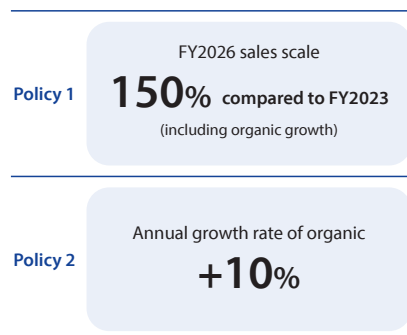 Policy 1
FY2026 sales scale
150% compared to FY2023
(including organic growth)
Policy 2
Annual growth rate of organic
+10%